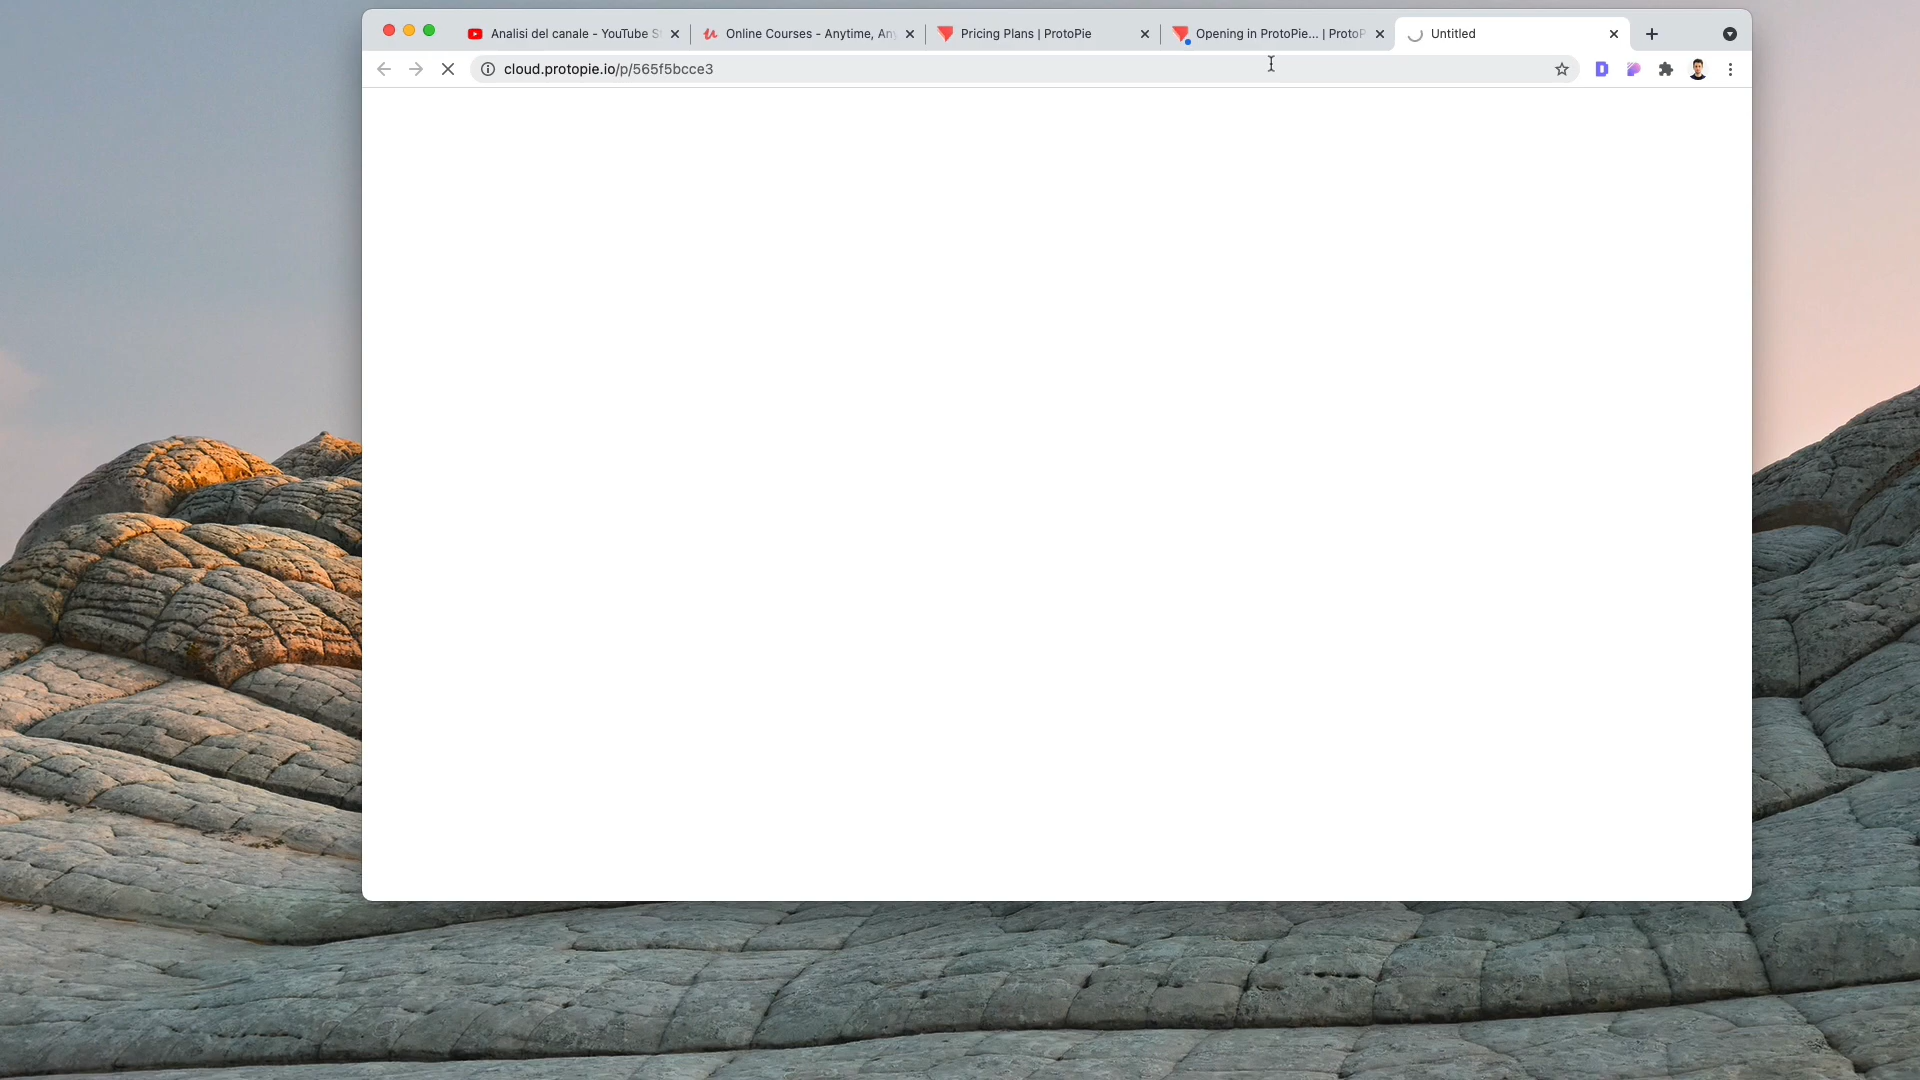 Analisi del canale - YouTube S
Online Courses - Anytime, An
Pricing Plans | ProtoPie
Opening in ProtoPie... | ProtoP
Untitled
cloud.protopie.io/p/565f5bcce3